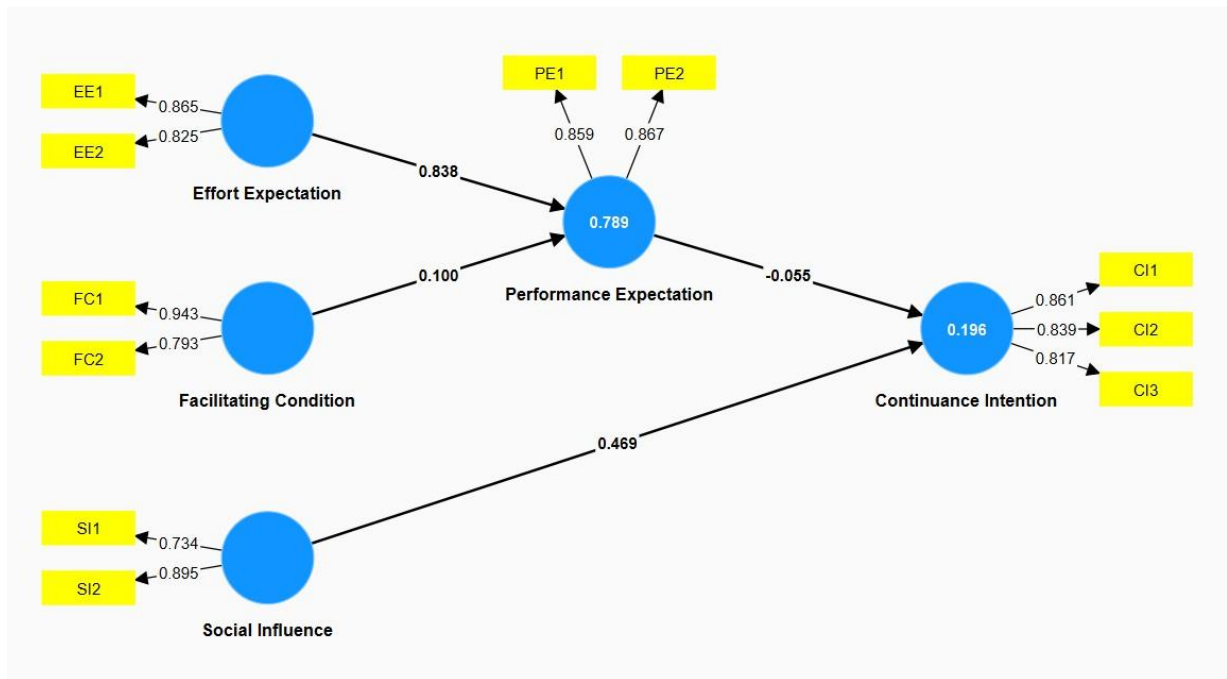 EE1
0.865
0.825
EE2
Effort Expectation
0.838
PE1
PE2
0.859
0.867
0.789
Performance Expectation
FC1
0.943
0.793
FC2
Facilitating Condition
0.100
-0.055
CI1
0.861
0.196
0.839
CI2
0.817
CI3
Continuance Intention
0.469
SI1
0.734
0.895
SI2
Social Influence